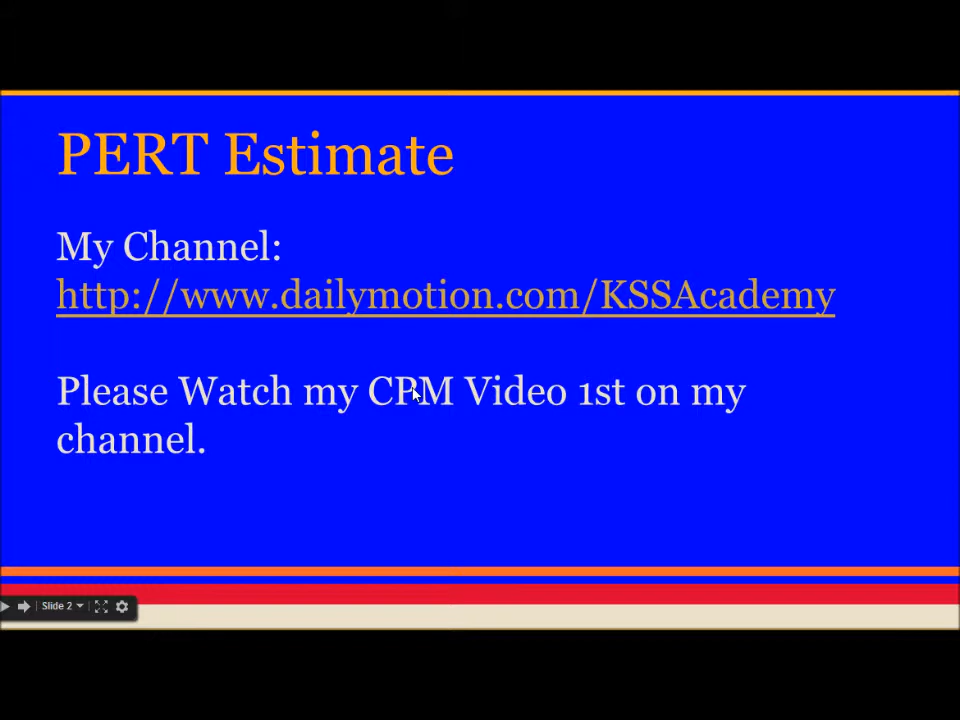 PERT Estimate
My Channel:
http://www.dailymotion.com/KSSAcademy
Please Watch my CPM Video 1st on my
channel.
Slide 2